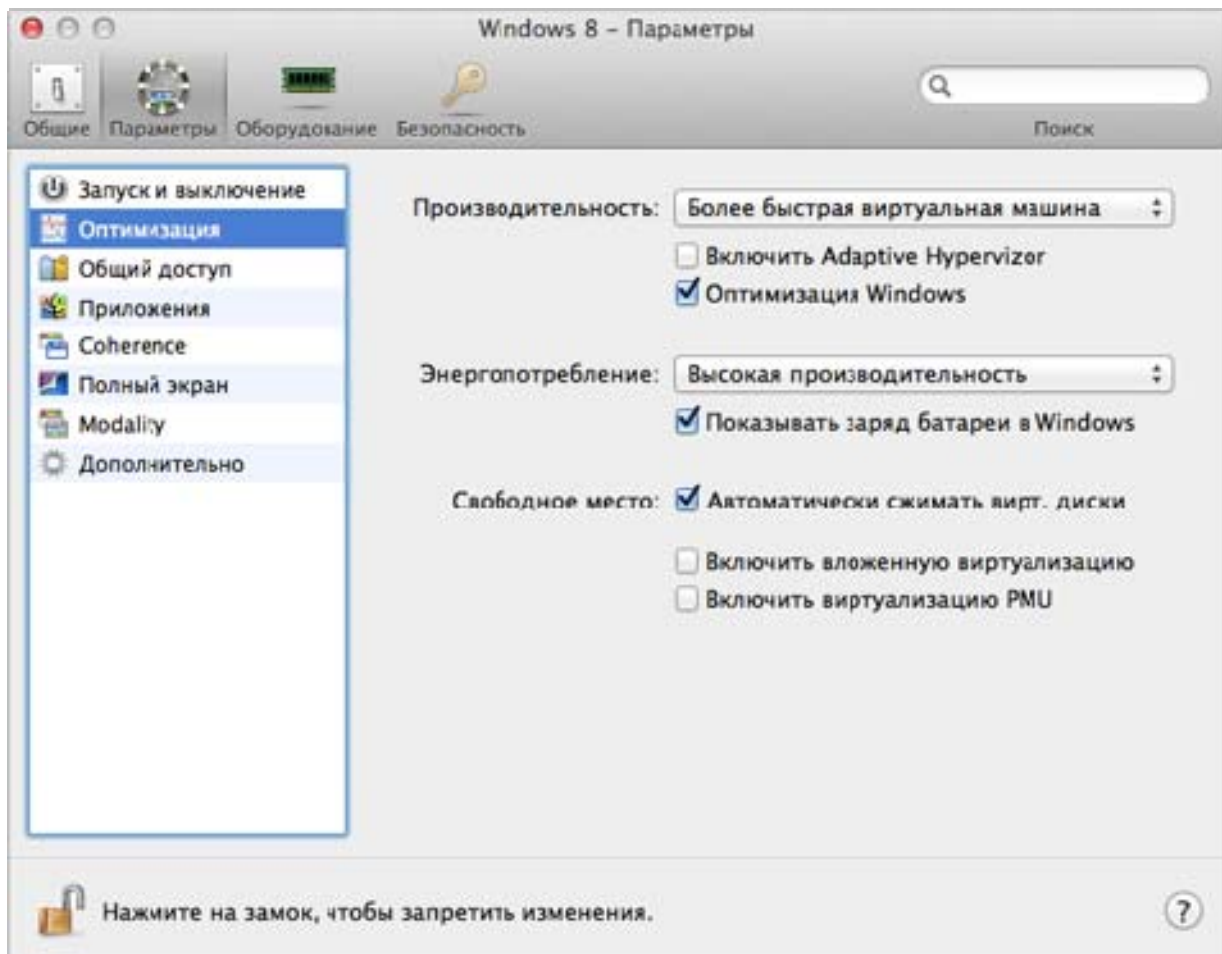 Windows 8 – Параметры
Общие Параметры Оборудование Безопасность Поиск
Запуск и выключение
Оптимизация
Общий доступ
Приложения
Coherence
Полный экран
Modality
Дополнительно
Производительность: Более быстрая виртуальная машина
Включить Adaptive Hypervizor
Оптимизация Windows
Энергопотребление: Высокая производительность
Показывать заряд батареи в Windows
Свободное место: Автоматически сжимать вирт. диски
Включить вложенную виртуализацию
Включить виртуализацию PMU
Нажмите на замок, чтобы запретить изменения.
?